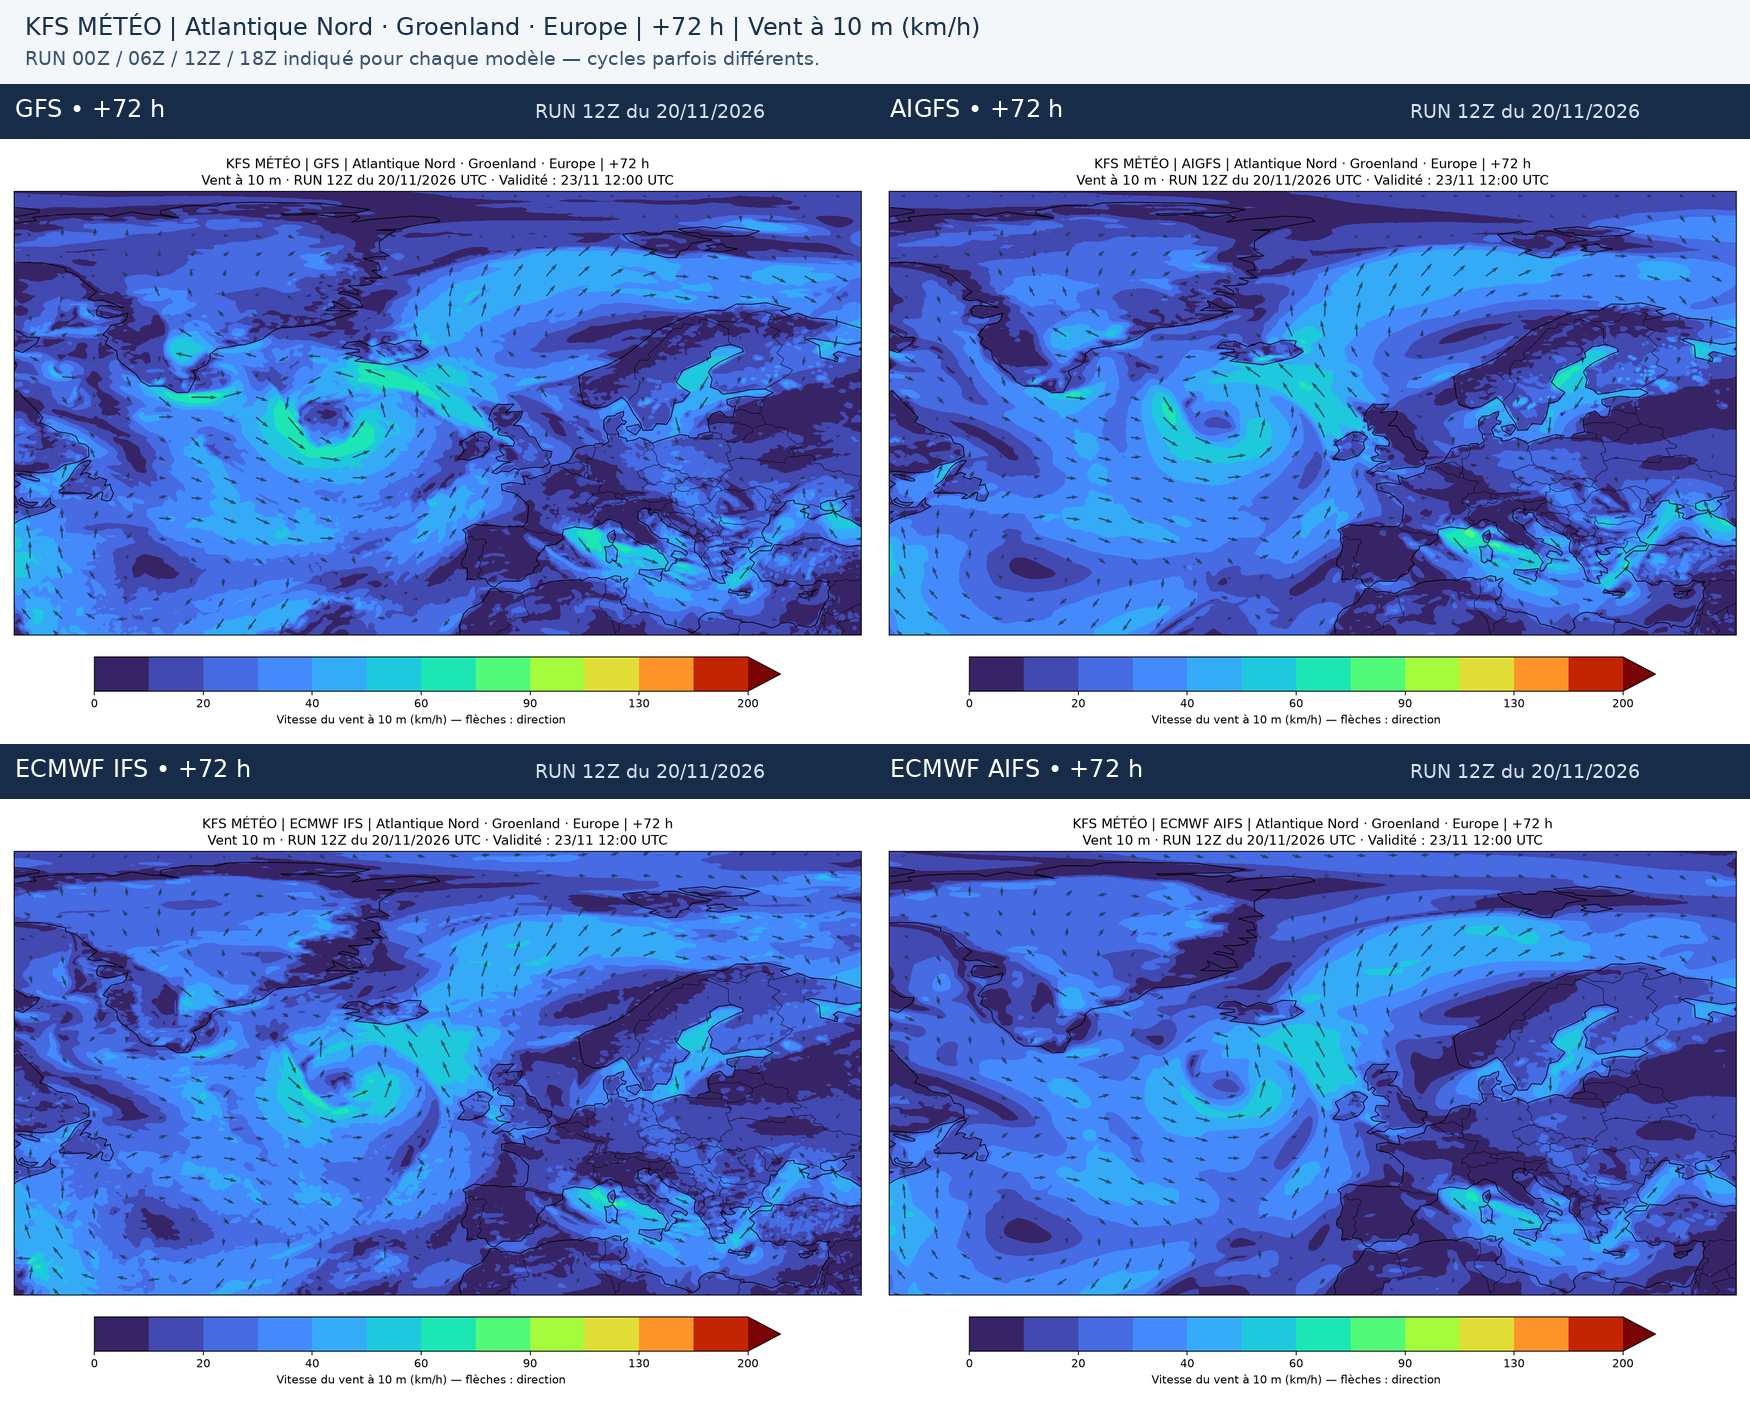 KFS MÉTÉO | Atlantique Nord · Groenland · Europe | +72 h | Vent à 10 m (km/h)
RUN 00Z / 06Z / 12Z / 18Z indiqué pour chaque modèle — cycles parfois différents.
GFS • +72 h
RUN 12Z du 20/11/2026
KFS MÉTÉO | GFS | Atlantique Nord · Groenland · Europe | +72 h
Vent à 10 m · RUN 12Z du 20/11/2026 UTC · Validité : 23/11 12:00 UTC
0 20 40 60 90 130 200
Vitesse du vent à 10 m (km/h) — flèches : direction
AIGFS • +72 h
RUN 12Z du 20/11/2026
KFS MÉTÉO | AIGFS | Atlantique Nord · Groenland · Europe | +72 h
Vent à 10 m · RUN 12Z du 20/11/2026 UTC · Validité : 23/11 12:00 UTC
0 20 40 60 90 130 200
Vitesse du vent à 10 m (km/h) — flèches : direction
ECMWF IFS • +72 h
RUN 12Z du 20/11/2026
KFS MÉTÉO | ECMWF IFS | Atlantique Nord · Groenland · Europe | +72 h
Vent 10 m · RUN 12Z du 20/11/2026 UTC · Validité : 23/11 12:00 UTC
0 20 40 60 90 130 200
Vitesse du vent à 10 m (km/h) — flèches : direction
ECMWF AIFS • +72 h
RUN 12Z du 20/11/2026
KFS MÉTÉO | ECMWF AIFS | Atlantique Nord · Groenland · Europe | +72 h
Vent 10 m · RUN 12Z du 20/11/2026 UTC · Validité : 23/11 12:00 UTC
0 20 40 60 90 130 200
Vitesse du vent à 10 m (km/h) — flèches : direction